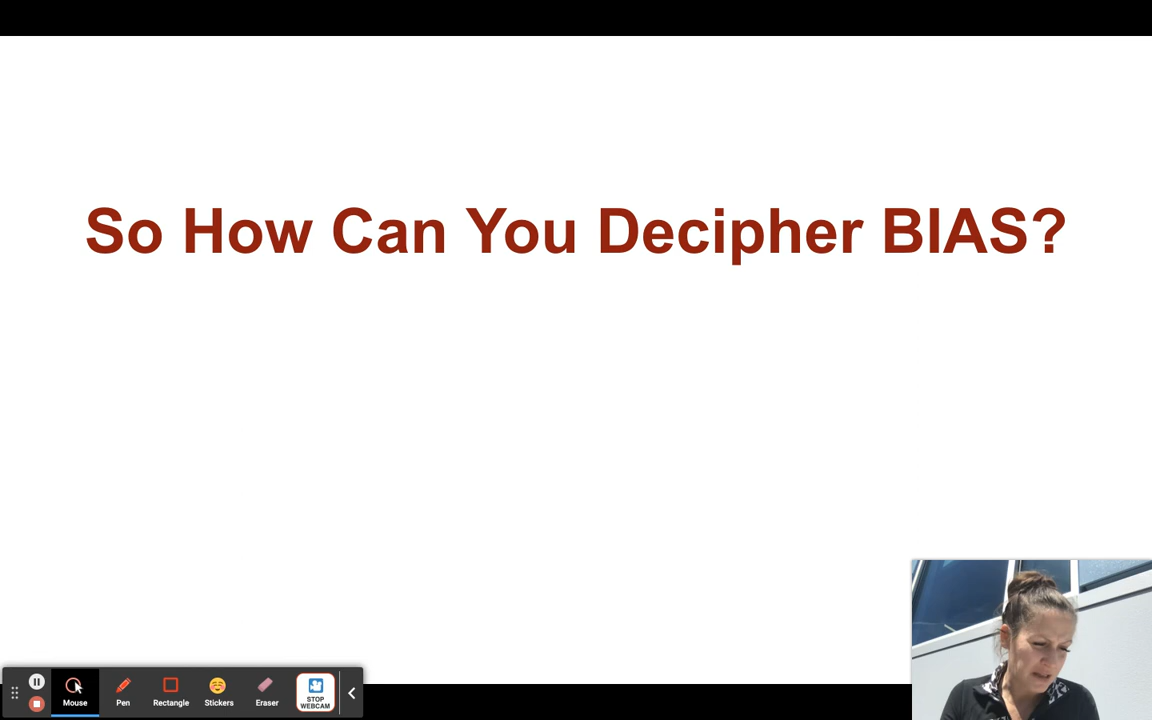 So How Can You Decipher BIAS?
Mouse
Pen
Rectangle
Stickers
Eraser
STOP
WEBCAM